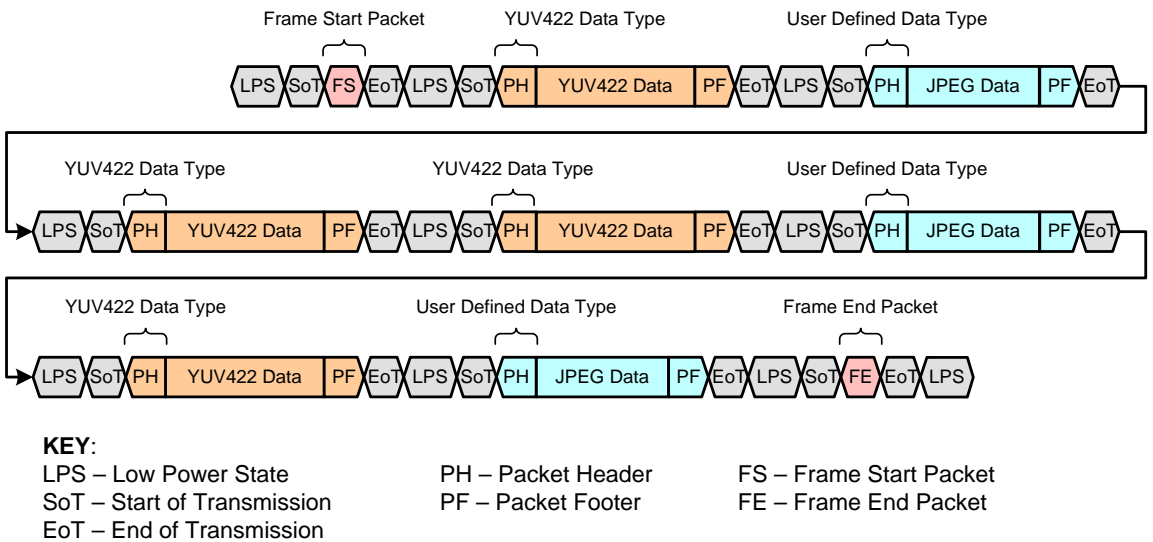 Frame Start Packet YUV422 Data Type User Defined Data Type
LPS SoT FS EoT LPS SoT PH YUV422 Data PF EoT LPS SoT PH JPEG Data PF EoT
YUV422 Data Type YUV422 Data Type User Defined Data Type
LPS SoT PH YUV422 Data PF EoT LPS SoT PH YUV422 Data PF EoT LPS SoT PH JPEG Data PF EoT
YUV422 Data Type User Defined Data Type Frame End Packet
LPS SoT PH YUV422 Data PF EoT LPS SoT PH JPEG Data PF EoT LPS SoT FE EoT LPS
KEY:
LPS – Low Power State PH – Packet Header FS – Frame Start Packet
SoT – Start of Transmission PF – Packet Footer FE – Frame End Packet
EoT – End of Transmission